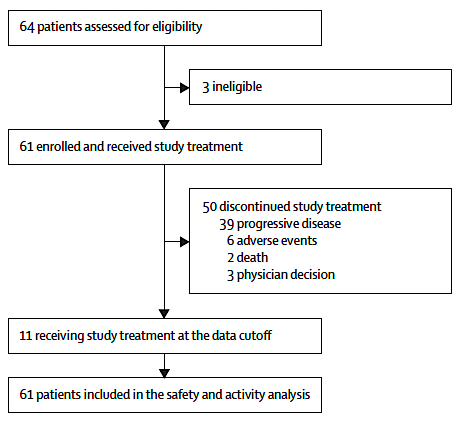 64 patients assessed for eligibility
3 ineligible
61 enrolled and received study treatment
50 discontinued study treatment
39 progressive disease
6 adverse events
2 death
3 physician decision
11 receiving study treatment at the data cutoff
61 patients included in the safety and activity analysis